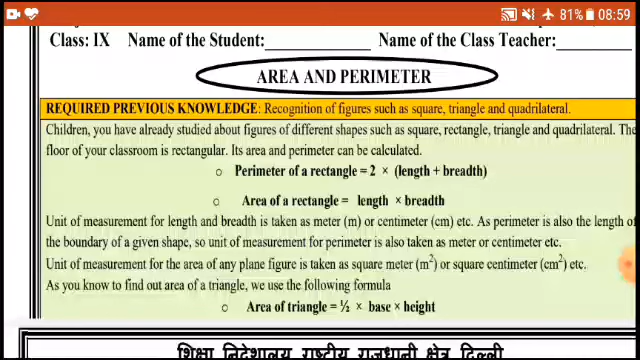 81% 08:59
Class: IX Name of the Student: Name of the Class Teacher:
AREA AND PERIMETER
REQUIRED PREVIOUS KNOWLEDGE: Recognition of figures such as square, triangle and quadrilateral.
Children, you have already studied about figures of different shapes such as square, rectangle, triangle and quadrilateral. The
floor of your classroom is rectangular. Its area and perimeter can be calculated.
○ Perimeter of a rectangle = 2 × (length + breadth)
○ Area of a rectangle = length × breadth
Unit of measurement for length and breadth is taken as meter (m) or centimeter (cm) etc. As perimeter is also the length of
the boundary of a given shape, so unit of measurement for perimeter is also taken as meter or centimeter etc.
Unit of measurement for the area of any plane figure is taken as square meter (m²) or square centimeter (cm²) etc.
As you know to find out area of a triangle, we use the following formula
○ Area of triangle = ½ × base × height
शिक्षा निदेशालय राष्ट्रीय राजधानी क्षेत्र दिल्ली